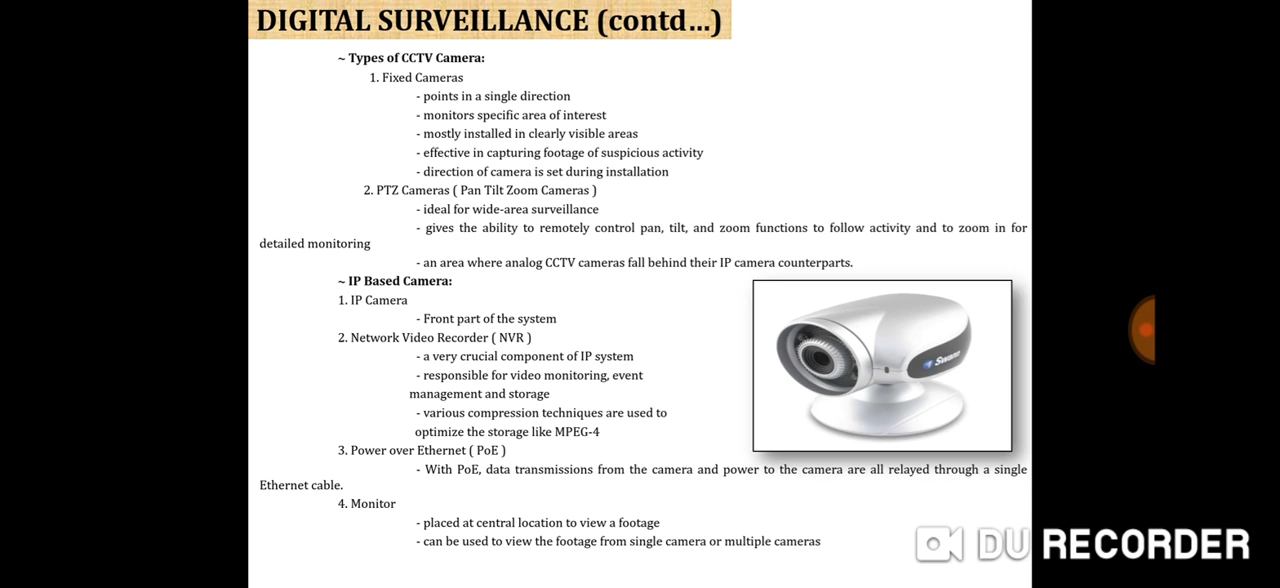 DIGITAL SURVEILLANCE (contd...)
~ Types of CCTV Camera:
1. Fixed Cameras
- points in a single direction
- monitors specific area of interest
- mostly installed in clearly visible areas
- effective in capturing footage of suspicious activity
- direction of camera is set during installation
2. PTZ Cameras ( Pan Tilt Zoom Cameras )
- ideal for wide-area surveillance
- gives the ability to remotely control pan, tilt, and zoom functions to follow activity and to zoom in for
detailed monitoring
- an area where analog CCTV cameras fall behind their IP camera counterparts.
~ IP Based Camera:
1. IP Camera
- Front part of the system
2. Network Video Recorder ( NVR )
- a very crucial component of IP system
- responsible for video monitoring, event
management and storage
- various compression techniques are used to
optimize the storage like MPEG-4
Swann
3. Power over Ethernet ( PoE )
- With PoE, data transmissions from the camera and power to the camera are all relayed through a single
Ethernet cable.
4. Monitor
- placed at central location to view a footage
- can be used to view the footage from single camera or multiple cameras
DU RECORDER